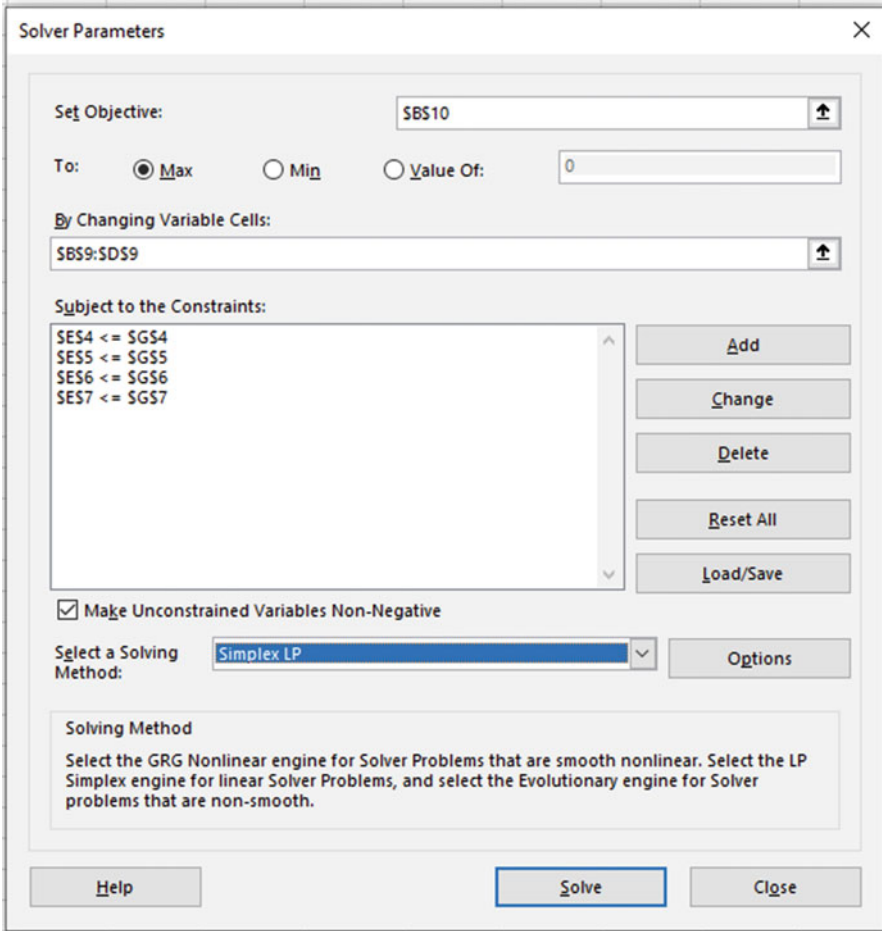 Solver Parameters
Set Objective:
$B$10
To:
Max
Min
Value Of:
0
By Changing Variable Cells:
$B$9:$D$9
Subject to the Constraints:
$E$4 <= $G$4
$E$5 <= $G$5
$E$6 <= $G$6
$E$7 <= $G$7
Add
Change
Delete
Reset All
Load/Save
Make Unconstrained Variables Non-Negative
Select a Solving
Method:
Simplex LP
Options
Solving Method
Select the GRG Nonlinear engine for Solver Problems that are smooth nonlinear. Select the LP
Simplex engine for linear Solver Problems, and select the Evolutionary engine for Solver
problems that are non-smooth.
Help
Solve
Close